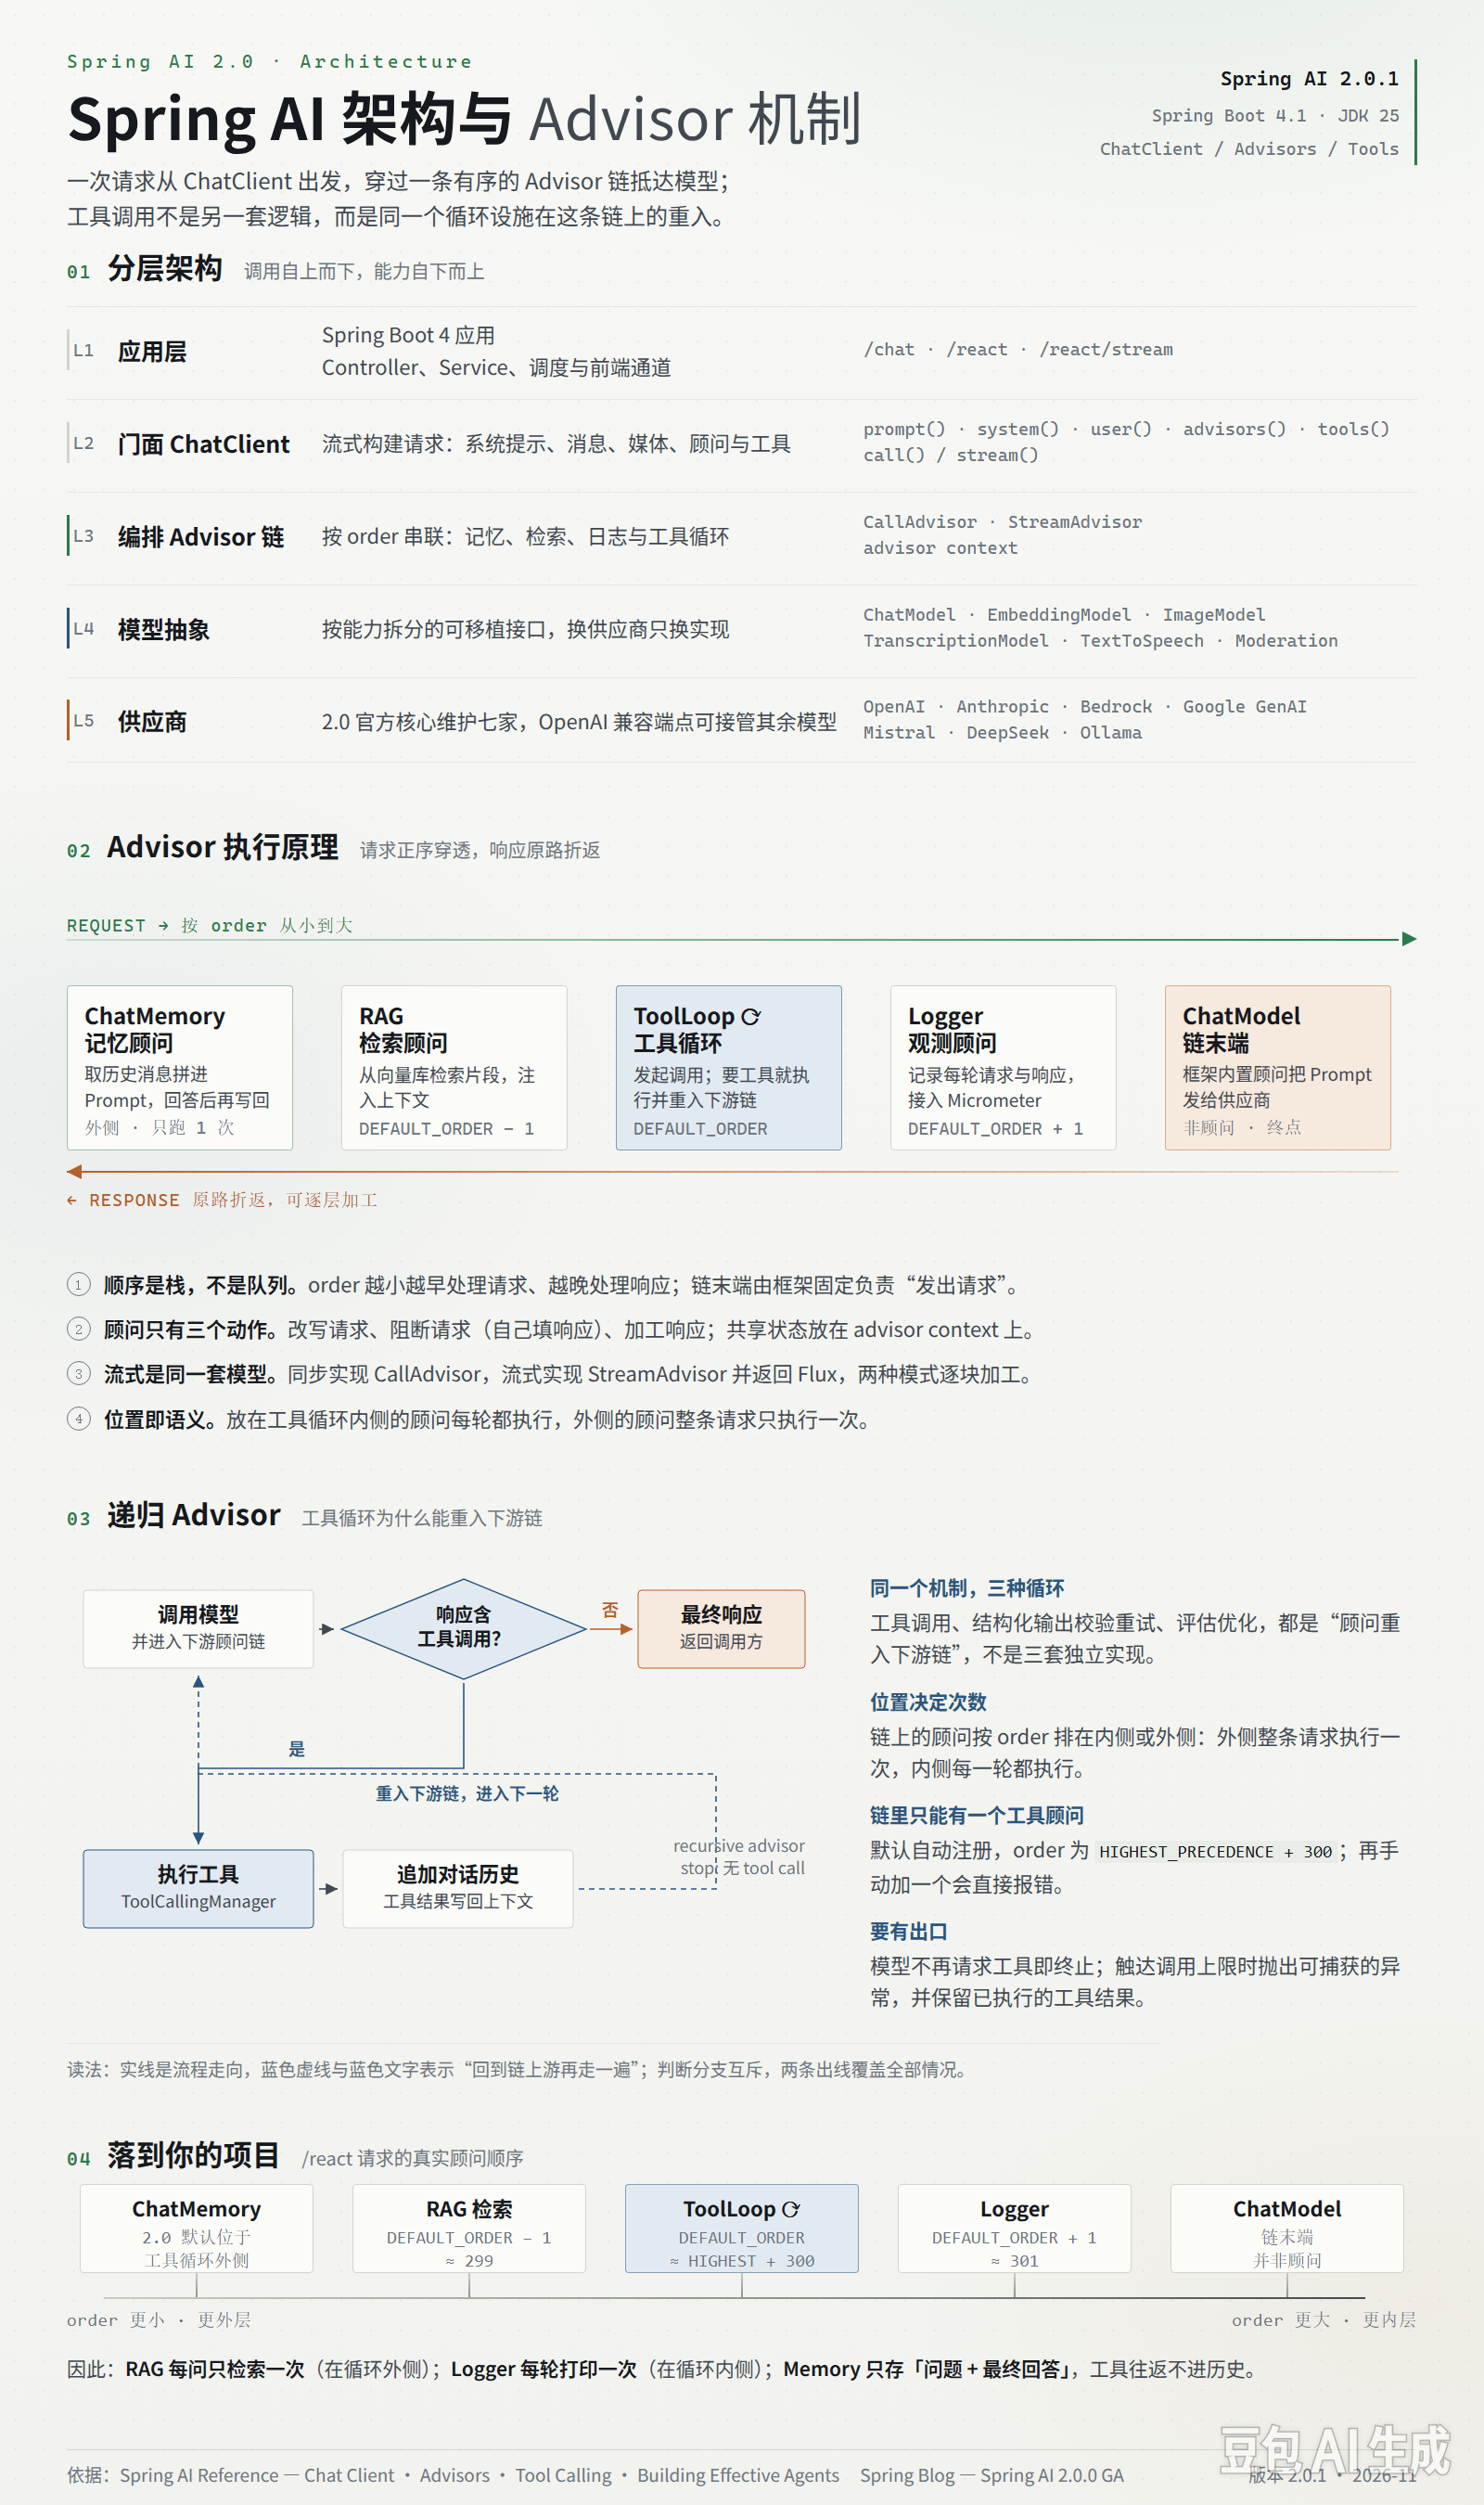 Spring AI 2.0 · Architecture
Spring AI 架构与 Advisor 机制
一次请求从 ChatClient 出发，穿过一条有序的 Advisor 链抵达模型；
工具调用不是另一套逻辑，而是同一个循环设施在这条链上的重入。
Spring AI 2.0.1
Spring Boot 4.1 · JDK 25
ChatClient / Advisors / Tools
01 分层架构 调用自上而下，能力自下而上
L1 应用层
Spring Boot 4 应用
Controller、Service、调度与前端通道
/chat · /react · /react/stream
L2 门面 ChatClient
流式构建请求：系统提示、消息、媒体、顾问与工具
prompt() · system() · user() · advisors() · tools()
call() / stream()
L3 编排 Advisor 链
按 order 串联：记忆、检索、日志与工具循环
CallAdvisor · StreamAdvisor
advisor context
L4 模型抽象
按能力拆分的可移植接口，换供应商只换实现
ChatModel · EmbeddingModel · ImageModel
TranscriptionModel · TextToSpeech · Moderation
L5 供应商
2.0 官方核心维护七家，OpenAI 兼容端点可接管其余模型
OpenAI · Anthropic · Bedrock · Google GenAI
Mistral · DeepSeek · Ollama
02 Advisor 执行原理 请求正序穿透，响应原路折返
REQUEST → 按 order 从小到大
ChatMemory
记忆顾问
取历史消息拼进
Prompt，回答后再写回
外侧 · 只跑 1 次
RAG
检索顾问
从向量库检索片段，注
入上下文
DEFAULT_ORDER − 1
ToolLoop ⟳
工具循环
发起调用；要工具就执
行并重入下游链
DEFAULT_ORDER
Logger
观测顾问
记录每轮请求与响应，
接入 Micrometer
DEFAULT_ORDER + 1
ChatModel
链末端
框架内置顾问把 Prompt
发给供应商
非顾问 · 终点
← RESPONSE 原路折返，可逐层加工
1 顺序是栈，不是队列。order 越小越早处理请求、越晚处理响应；链末端由框架固定负责“发出请求”。
2 顾问只有三个动作。改写请求、阻断请求（自己填响应）、加工响应；共享状态放在 advisor context 上。
3 流式是同一套模型。同步实现 CallAdvisor，流式实现 StreamAdvisor 并返回 Flux，两种模式逐块加工。
4 位置即语义。放在工具循环内侧的顾问每轮都执行，外侧的顾问整条请求只执行一次。
03 递归 Advisor 工具循环为什么能重入下游链
调用模型
并进入下游顾问链
响应含
工具调用？
否
最终响应
返回调用方
是
重入下游链，进入下一轮
recursive advisor
stop: 无 tool call
执行工具
ToolCallingManager
追加对话历史
工具结果写回上下文
同一个机制，三种循环
工具调用、结构化输出校验重试、评估优化，都是“顾问重
入下游链”，不是三套独立实现。
位置决定次数
链上的顾问按 order 排在内侧或外侧：外侧整条请求执行一
次，内侧每一轮都执行。
链里只能有一个工具顾问
默认自动注册，order 为 HIGHEST_PRECEDENCE + 300；再手
动加一个会直接报错。
要有出口
模型不再请求工具即终止；触达调用上限时抛出可捕获的异
常，并保留已执行的工具结果。
读法：实线是流程走向，蓝色虚线与蓝色文字表示“回到链上游再走一遍”；判断分支互斥，两条出线覆盖全部情况。
04 落到你的项目 /react 请求的真实顾问顺序
ChatMemory
2.0 默认位于
工具循环外侧
RAG 检索
DEFAULT_ORDER − 1
≈ 299
ToolLoop ⟳
DEFAULT_ORDER
≈ HIGHEST + 300
Logger
DEFAULT_ORDER + 1
≈ 301
ChatModel
链末端
并非顾问
order 更小 · 更外层
order 更大 · 更内层
因此：RAG 每问只检索一次（在循环外侧）；Logger 每轮打印一次（在循环内侧）；Memory 只存「问题 + 最终回答」，工具往返不进历史。
依据：Spring AI Reference — Chat Client · Advisors · Tool Calling · Building Effective Agents Spring Blog — Spring AI 2.0.0 GA
版本 2.0.1 · 2026-11
豆包 AI 生成